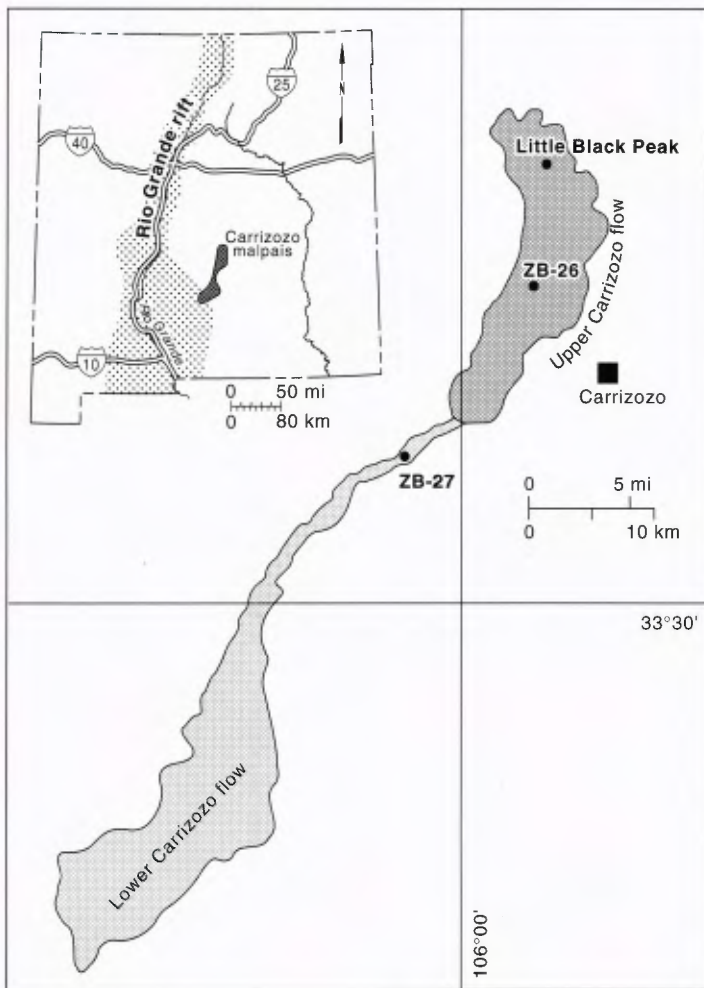 25
40
Rio Grande rift
Carrizozo
malpais
Rio Grande
10
0 50 mi
0 80 km
Little Black Peak
ZB-26
Upper Carrizozo flow
Carrizozo
ZB-27
0 5 mi
0 10 km
33°30'
Lower Carrizozo flow
106°00'